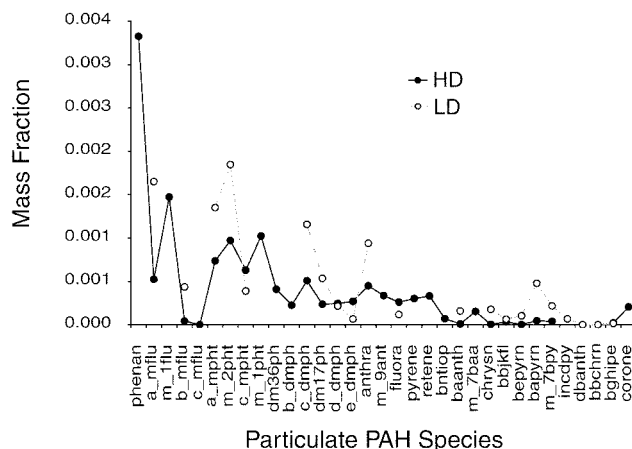 Mass Fraction
0.004
0.003
0.003
0.002
0.002
0.001
0.001
0.000
HD
LD
phenan
a_mflu
m_1flu
b_mflu
c_mflu
a_mpht
m_2pht
c_mpht
m_1pht
dm36ph
b_dmph
c_dmph
dm17ph
d_dmph
e_dmph
anthra
m_9ant
fluora
pyrene
retene
bntiop
baanth
m_7baa
chrysn
bbjkfl
bepyrn
bapyrn
m_7bpy
incdpy
dbanth
bbchrn
bghipe
corone
Particulate PAH Species